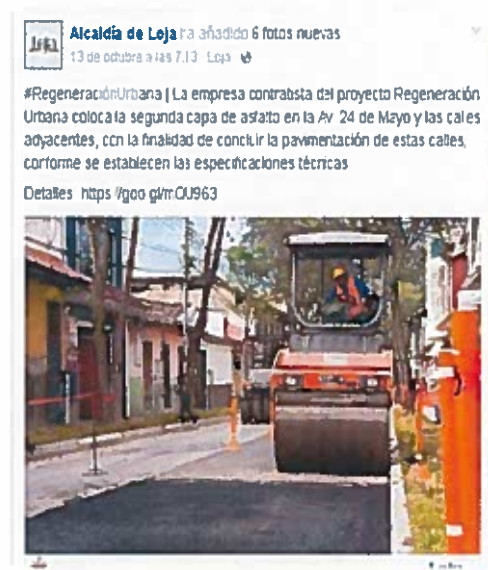 Alcaldía de Loja ha añadido 6 fotos nuevas
13 de octubre a las 7:13 · Loja
#RegeneraciónUrbana | La empresa contratista del proyecto Regeneración
Urbana coloca la segunda capa de asfalto en la Av. 24 de Mayo y las calles
adyacentes, con la finalidad de concluir la pavimentación de estas calles,
conforme se establecen las especificaciones técnicas
Detalles https://goo.gl/